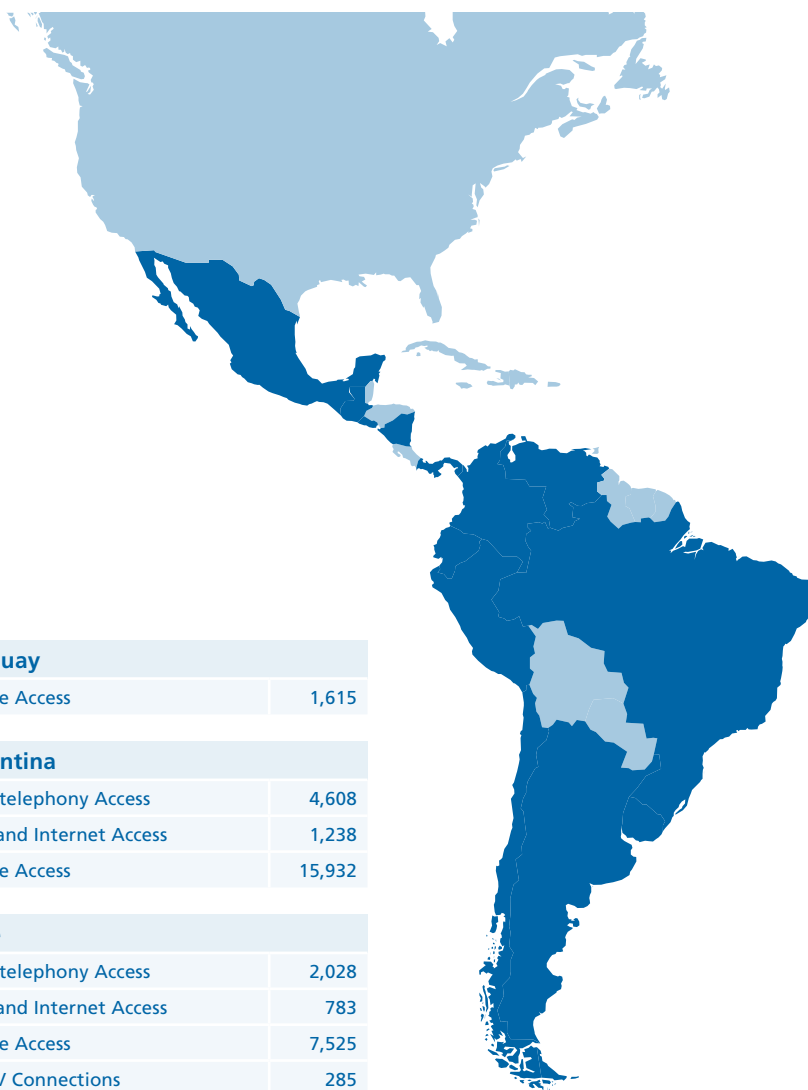 uay
e Access 1,615
ntina
telephony Access 4,608
and Internet Access 1,238
e Access 15,932
telephony Access 2,028
and Internet Access 783
e Access 7,525
V Connections 285